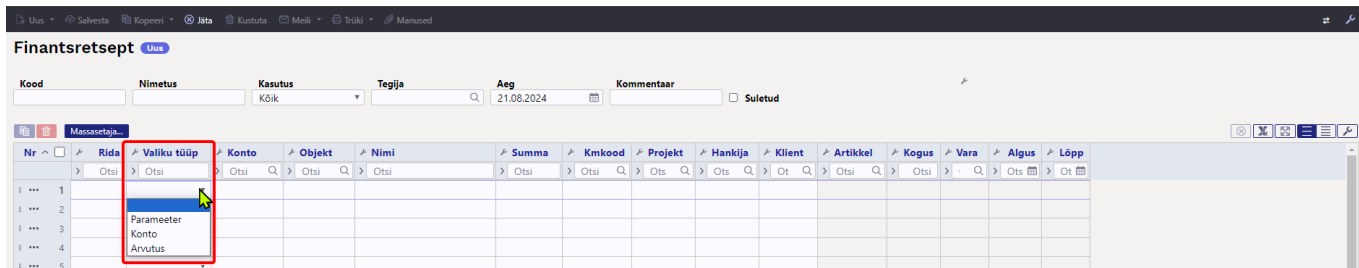 Uus Salvesta Kopeeri Jäta Kustuta Meili Trüki Manused
Finantsretsept Uus
Kood Nimetus Kasutus Tegija Aeg Kommentaar
Kõik 21.08.2024 Suletud
Massasetaja...
Nr Rida Valiku tüüp Konto Objekt Nimi Summa Kmkood Projekt Hankija Klient Artikkel Kogus Vara Algus Lõpp
Otsi Otsi Otsi Otsi Otsi Otsi Otsi Ots Ots Ot Otsi Otsi Ots Ot
1
2
Parameeter
3
Konto
4
Arvutus
5